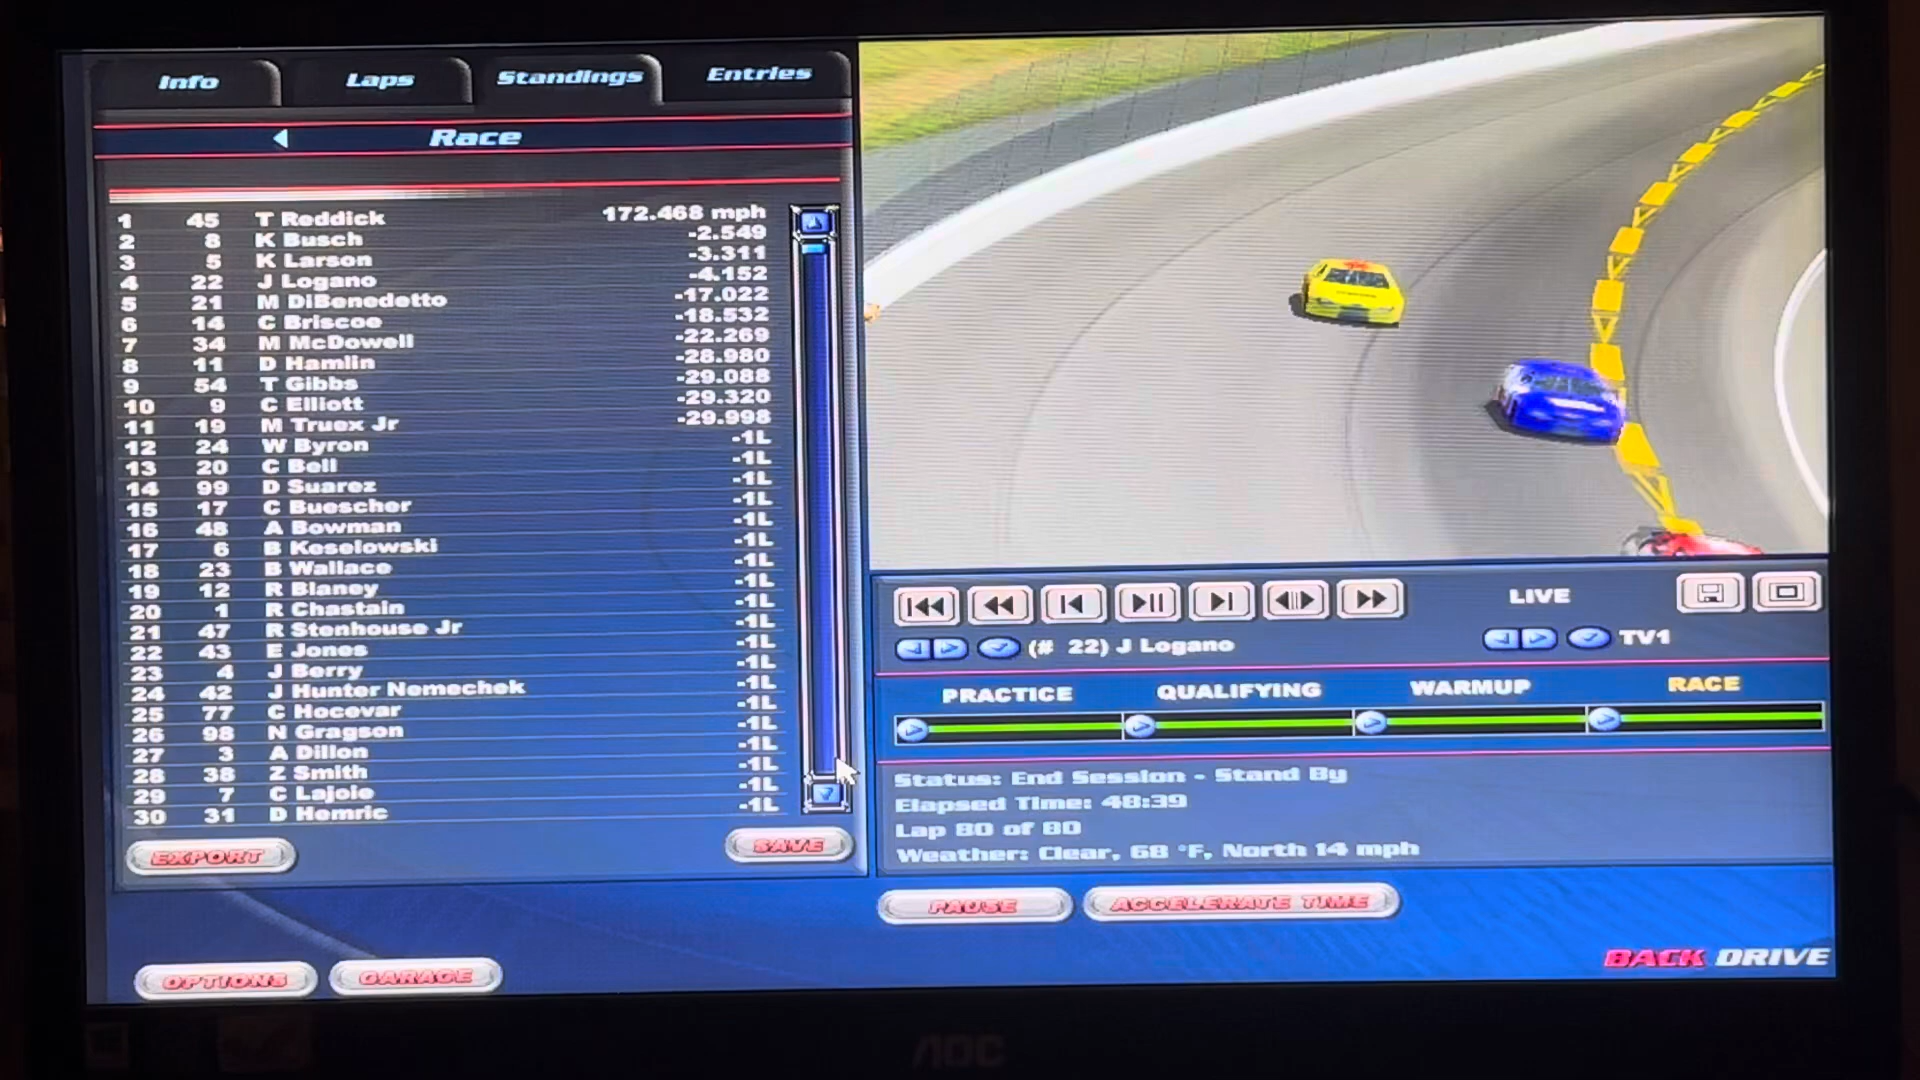 Info Laps Standings Entries
Race
1 45 T Reddick 172.468 mph
2 8 K Busch -2.549
3 5 K Larson -3.311
4 22 J Logano -4.152
5 21 M DiBenedetto -17.022
6 14 C Briscoe -18.532
7 34 M McDowell -22.269
8 11 D Hamlin -28.980
9 54 T Gibbs -29.088
10 9 C Elliott -29.320
11 19 M Truex Jr -29.998
12 24 W Byron -1L
13 20 C Bell -1L
14 99 D Suarez -1L
15 17 C Buescher -1L
16 48 A Bowman -1L
17 6 B Keselowski -1L
18 23 B Wallace -1L
19 12 R Blaney -1L
20 1 R Chastain -1L
21 47 R Stenhouse Jr -1L
22 43 E Jones -1L
23 4 J Berry -1L
24 42 J Hunter Nemechek -1L
25 77 C Hocevar -1L
26 98 N Gragson -1L
27 3 A Dillon -1L
28 38 Z Smith -1L
29 7 C Lajoie -1L
30 31 D Hemric -1L
EXPORT SAVE
OPTIONS GARAGE
LIVE
(# 22) J Logano TV1
PRACTICE QUALIFYING WARMUP RACE
Status: End Session - Stand By
Elapsed Time: 48:39
Lap 80 of 80
Weather: Clear, 68 °F, North 14 mph
PAUSE ACCELERATE TIME
BACK DRIVE
AOC